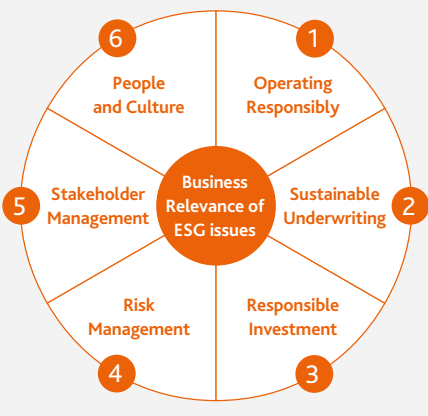 6
1
People
and Culture
Operating
Responsibly
5
Stakeholder
Management
Business
Relevance of
ESG issues
Sustainable
Underwriting
2
Risk
Management
Responsible
Investment
4
3